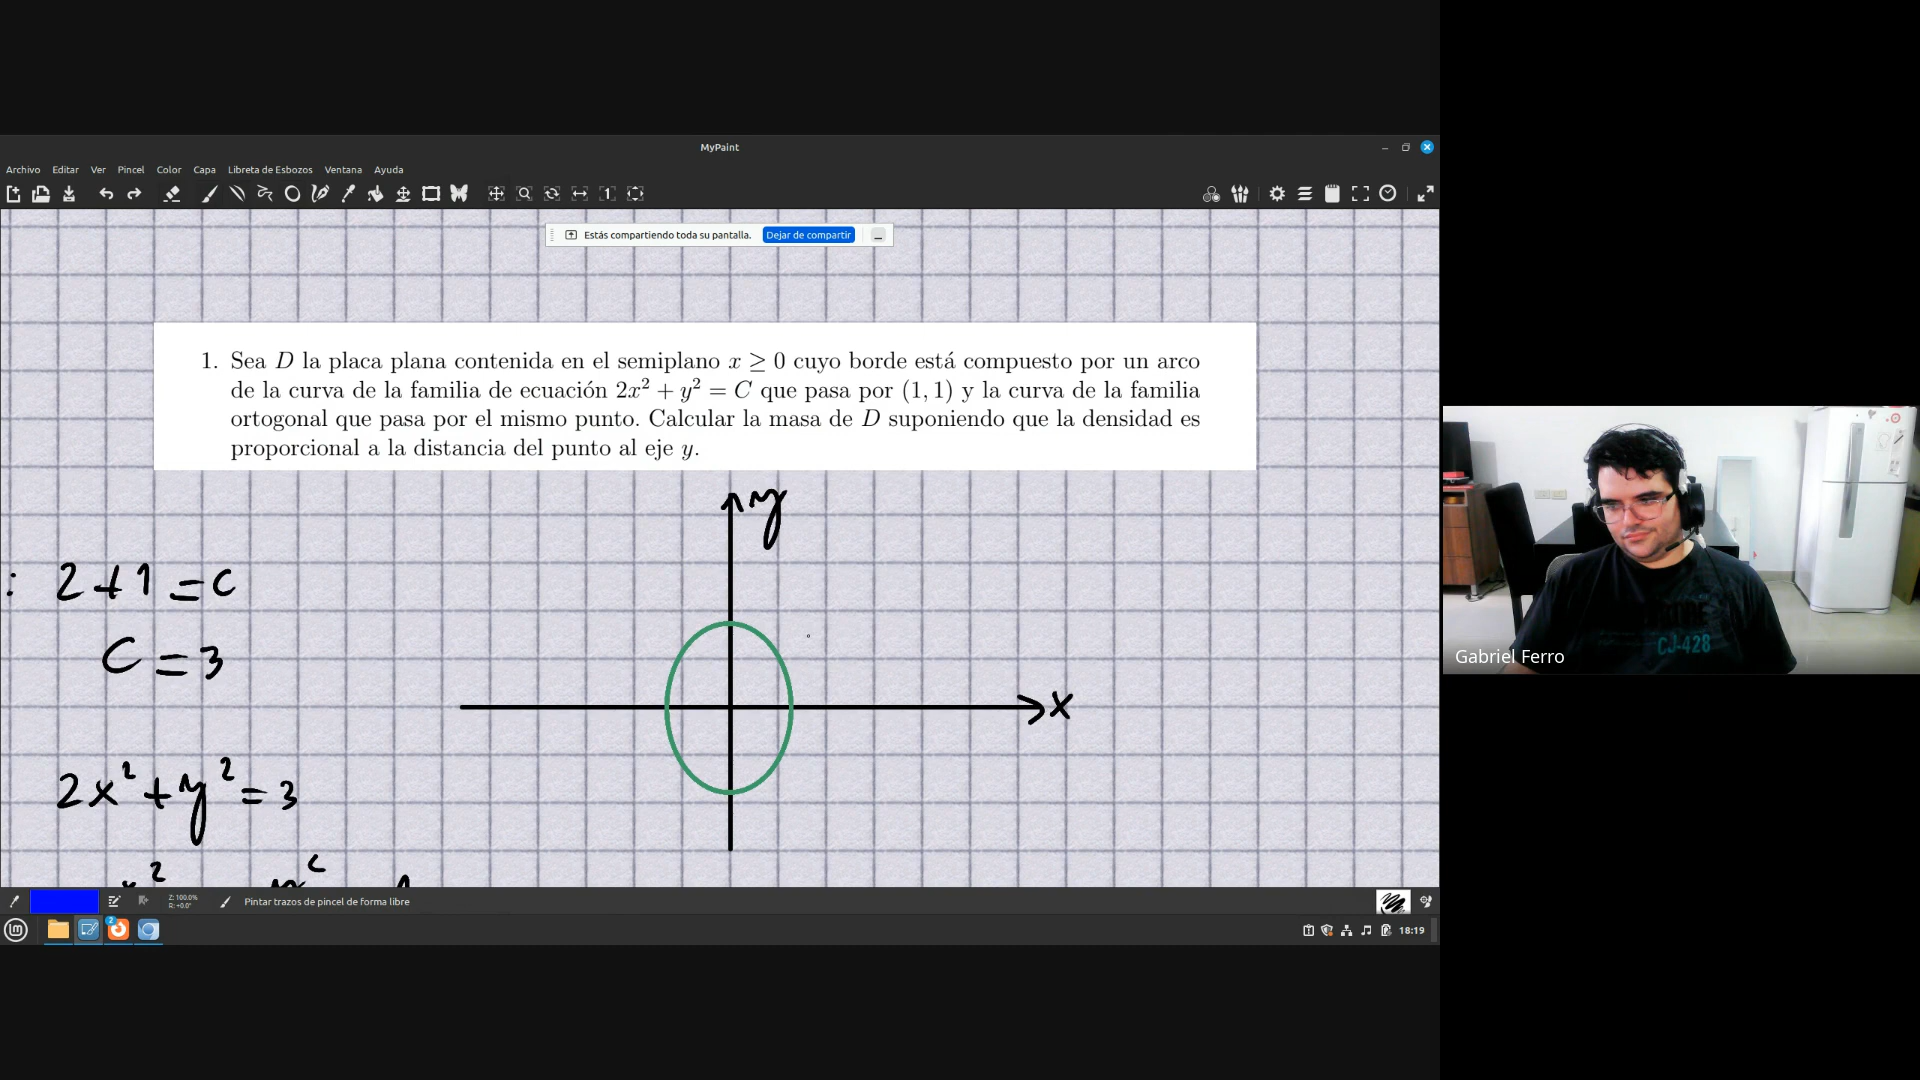 MyPaint
Archivo Editar Ver Pincel Color Capa Libreta de Esbozos Ventana Ayuda
Estás compartiendo toda su pantalla. Dejar de compartir
1. Sea D la placa plana contenida en el semiplano x ≥ 0 cuyo borde está compuesto por un arco
de la curva de la familia de ecuación 2x² + y² = C que pasa por (1, 1) y la curva de la familia
ortogonal que pasa por el mismo punto. Calcular la masa de D suponiendo que la densidad es
proporcional a la distancia del punto al eje y.
y
: 2+1=C
C=3
x
2x²+y²=3
CJ-428
Gabriel Ferro
Z: 100.0%
R: +0.0°
Pintar trazos de pincel de forma libre
2
18:19